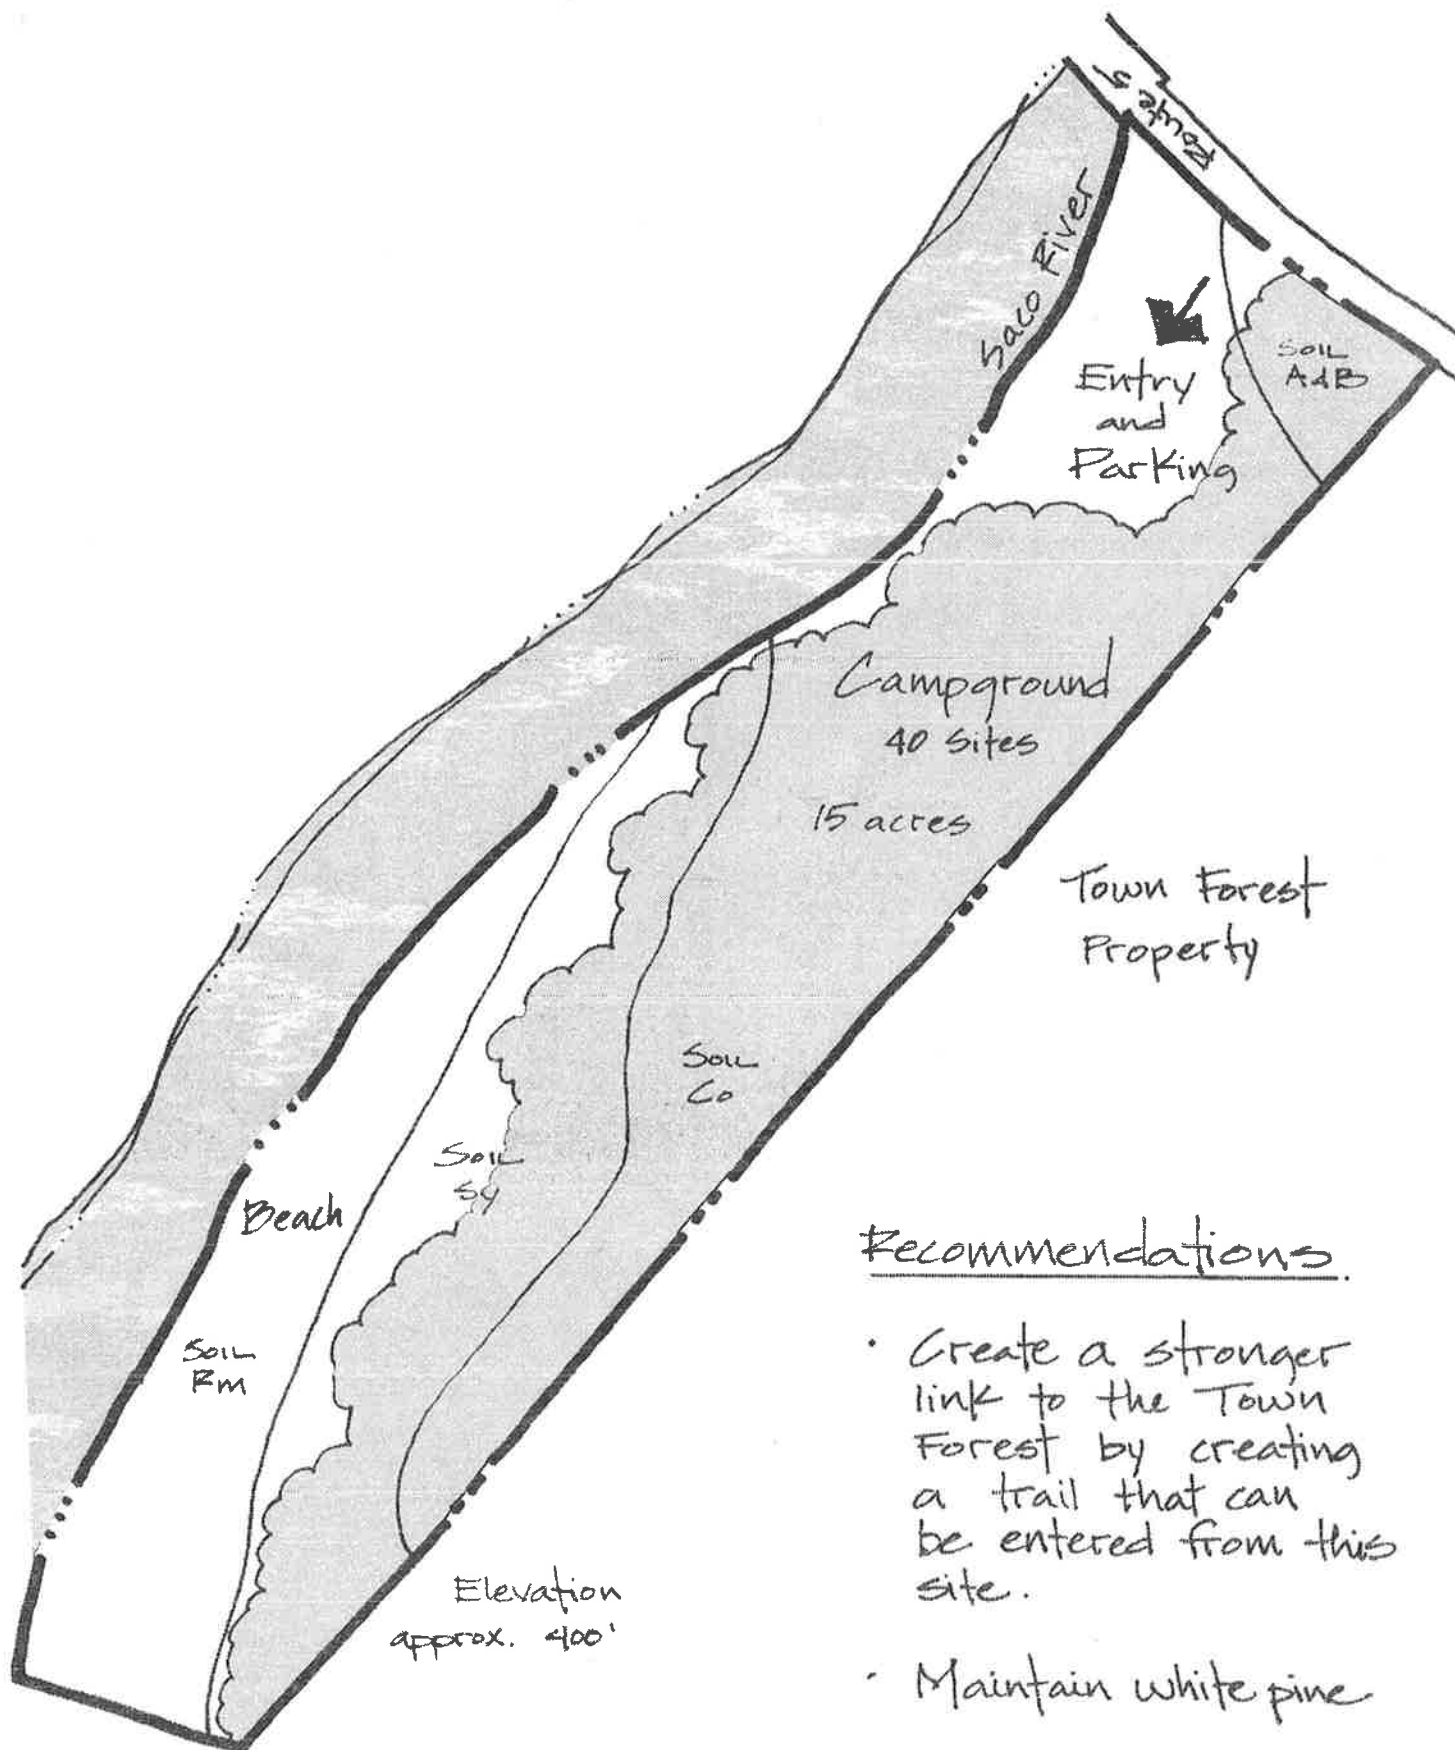 Route 5
Saco River
Entry
and
Parking
SOIL
AdB
Campground
40 Sites
15 acres
Town Forest
Property
SOIL
Co
SOIL
Sy
Beach
SOIL
Rm
Elevation
approx. 400'
Recommendations
· Create a stronger
link to the Town
Forest by creating
a trail that can
be entered from this
site.
· Maintain white pine